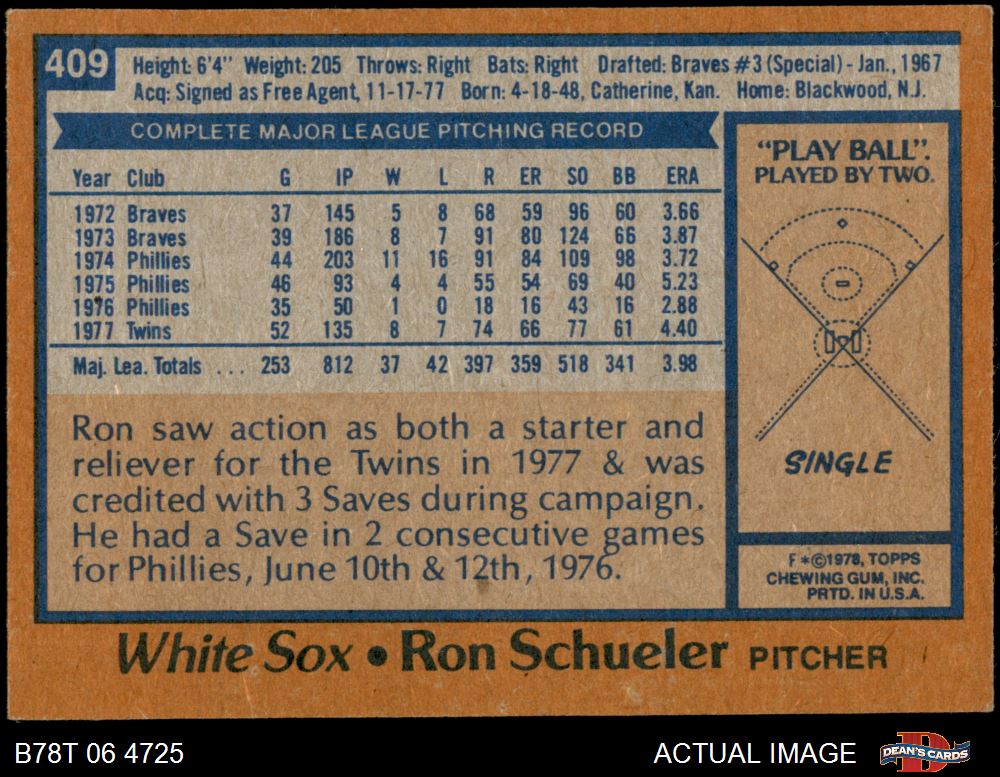 409
Height: 6'4" Weight: 205 Throws: Right Bats: Right Drafted: Braves #3 (Special) - Jan., 1967
Acq: Signed as Free Agent, 11-17-77 Born: 4-18-48, Catherine, Kan. Home: Blackwood, N.J.
COMPLETE MAJOR LEAGUE PITCHING RECORD
Year Club G IP W L R ER SO BB ERA
1972 Braves 37 145 5 8 68 59 96 60 3.66
1973 Braves 39 186 8 7 91 80 124 66 3.87
1974 Phillies 44 203 11 16 91 84 109 98 3.72
1975 Phillies 46 93 4 4 55 54 69 40 5.23
1976 Phillies 35 50 1 0 18 16 43 16 2.88
1977 Twins 52 135 8 7 74 66 77 61 4.40
Maj. Lea. Totals ... 253 812 37 42 397 359 518 341 3.98
Ron saw action as both a starter and
reliever for the Twins in 1977 & was
credited with 3 Saves during campaign.
He had a Save in 2 consecutive games
for Phillies, June 10th & 12th, 1976.
"PLAY BALL".
PLAYED BY TWO.
SINGLE
F*©1978, TOPPS
CHEWING GUM, INC.
PRTD. IN U.S.A.
White Sox • Ron Schueler PITCHER
B78T 06 4725
ACTUAL IMAGE
D
DEAN'S CARDS